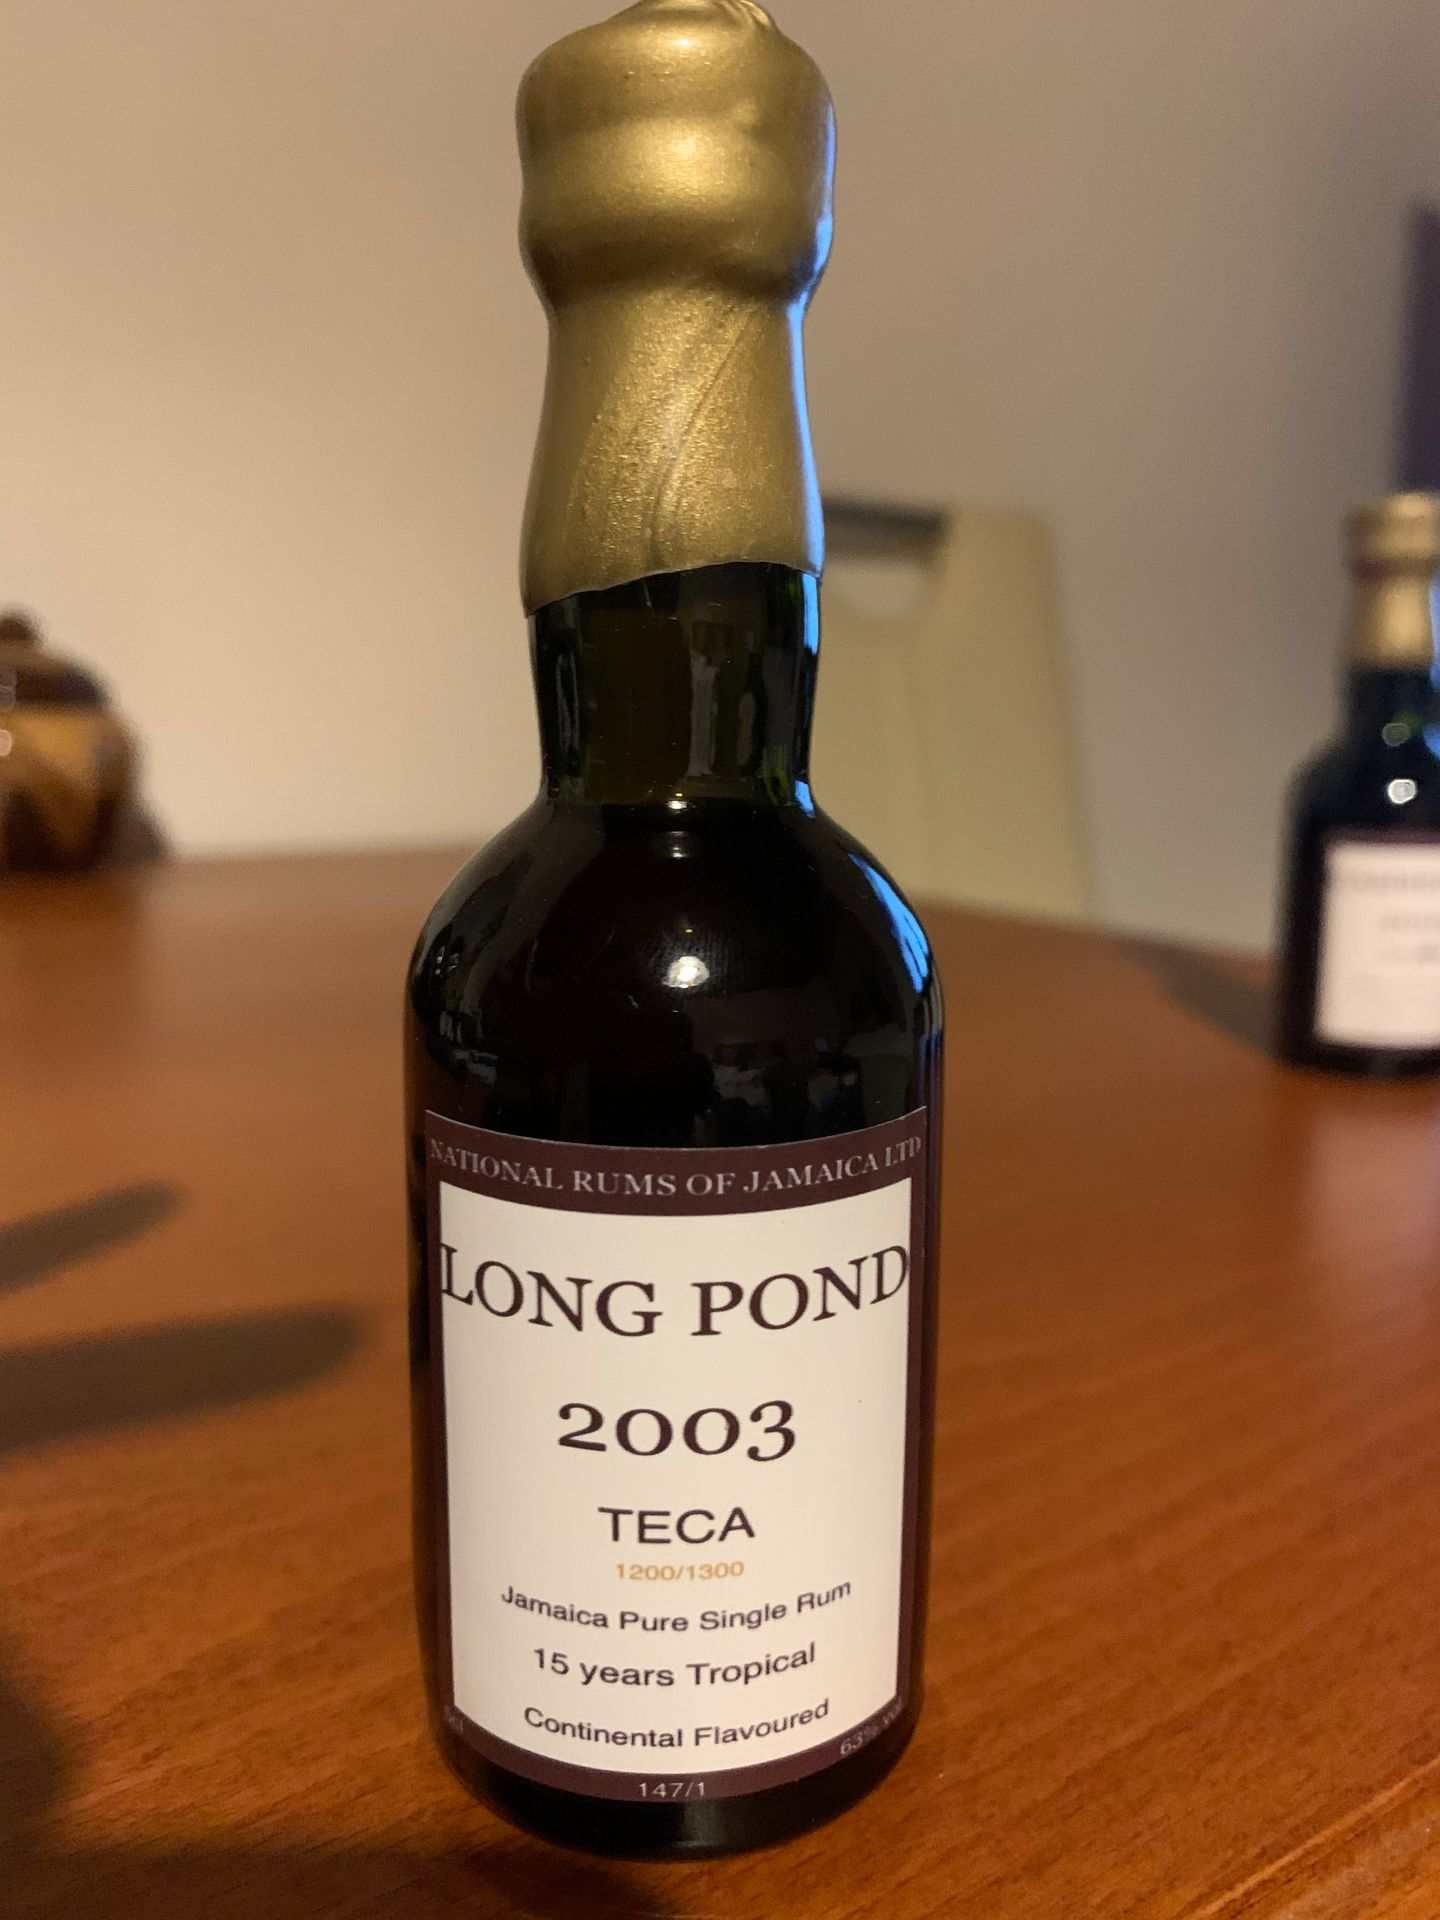 NATIONAL RUMS OF JAMAICA LTD
LONG POND
2003
TECA
1200/1300
Jamaica Pure Single Rum
15 years Tropical
Continental Flavoured
63% vol
147/1